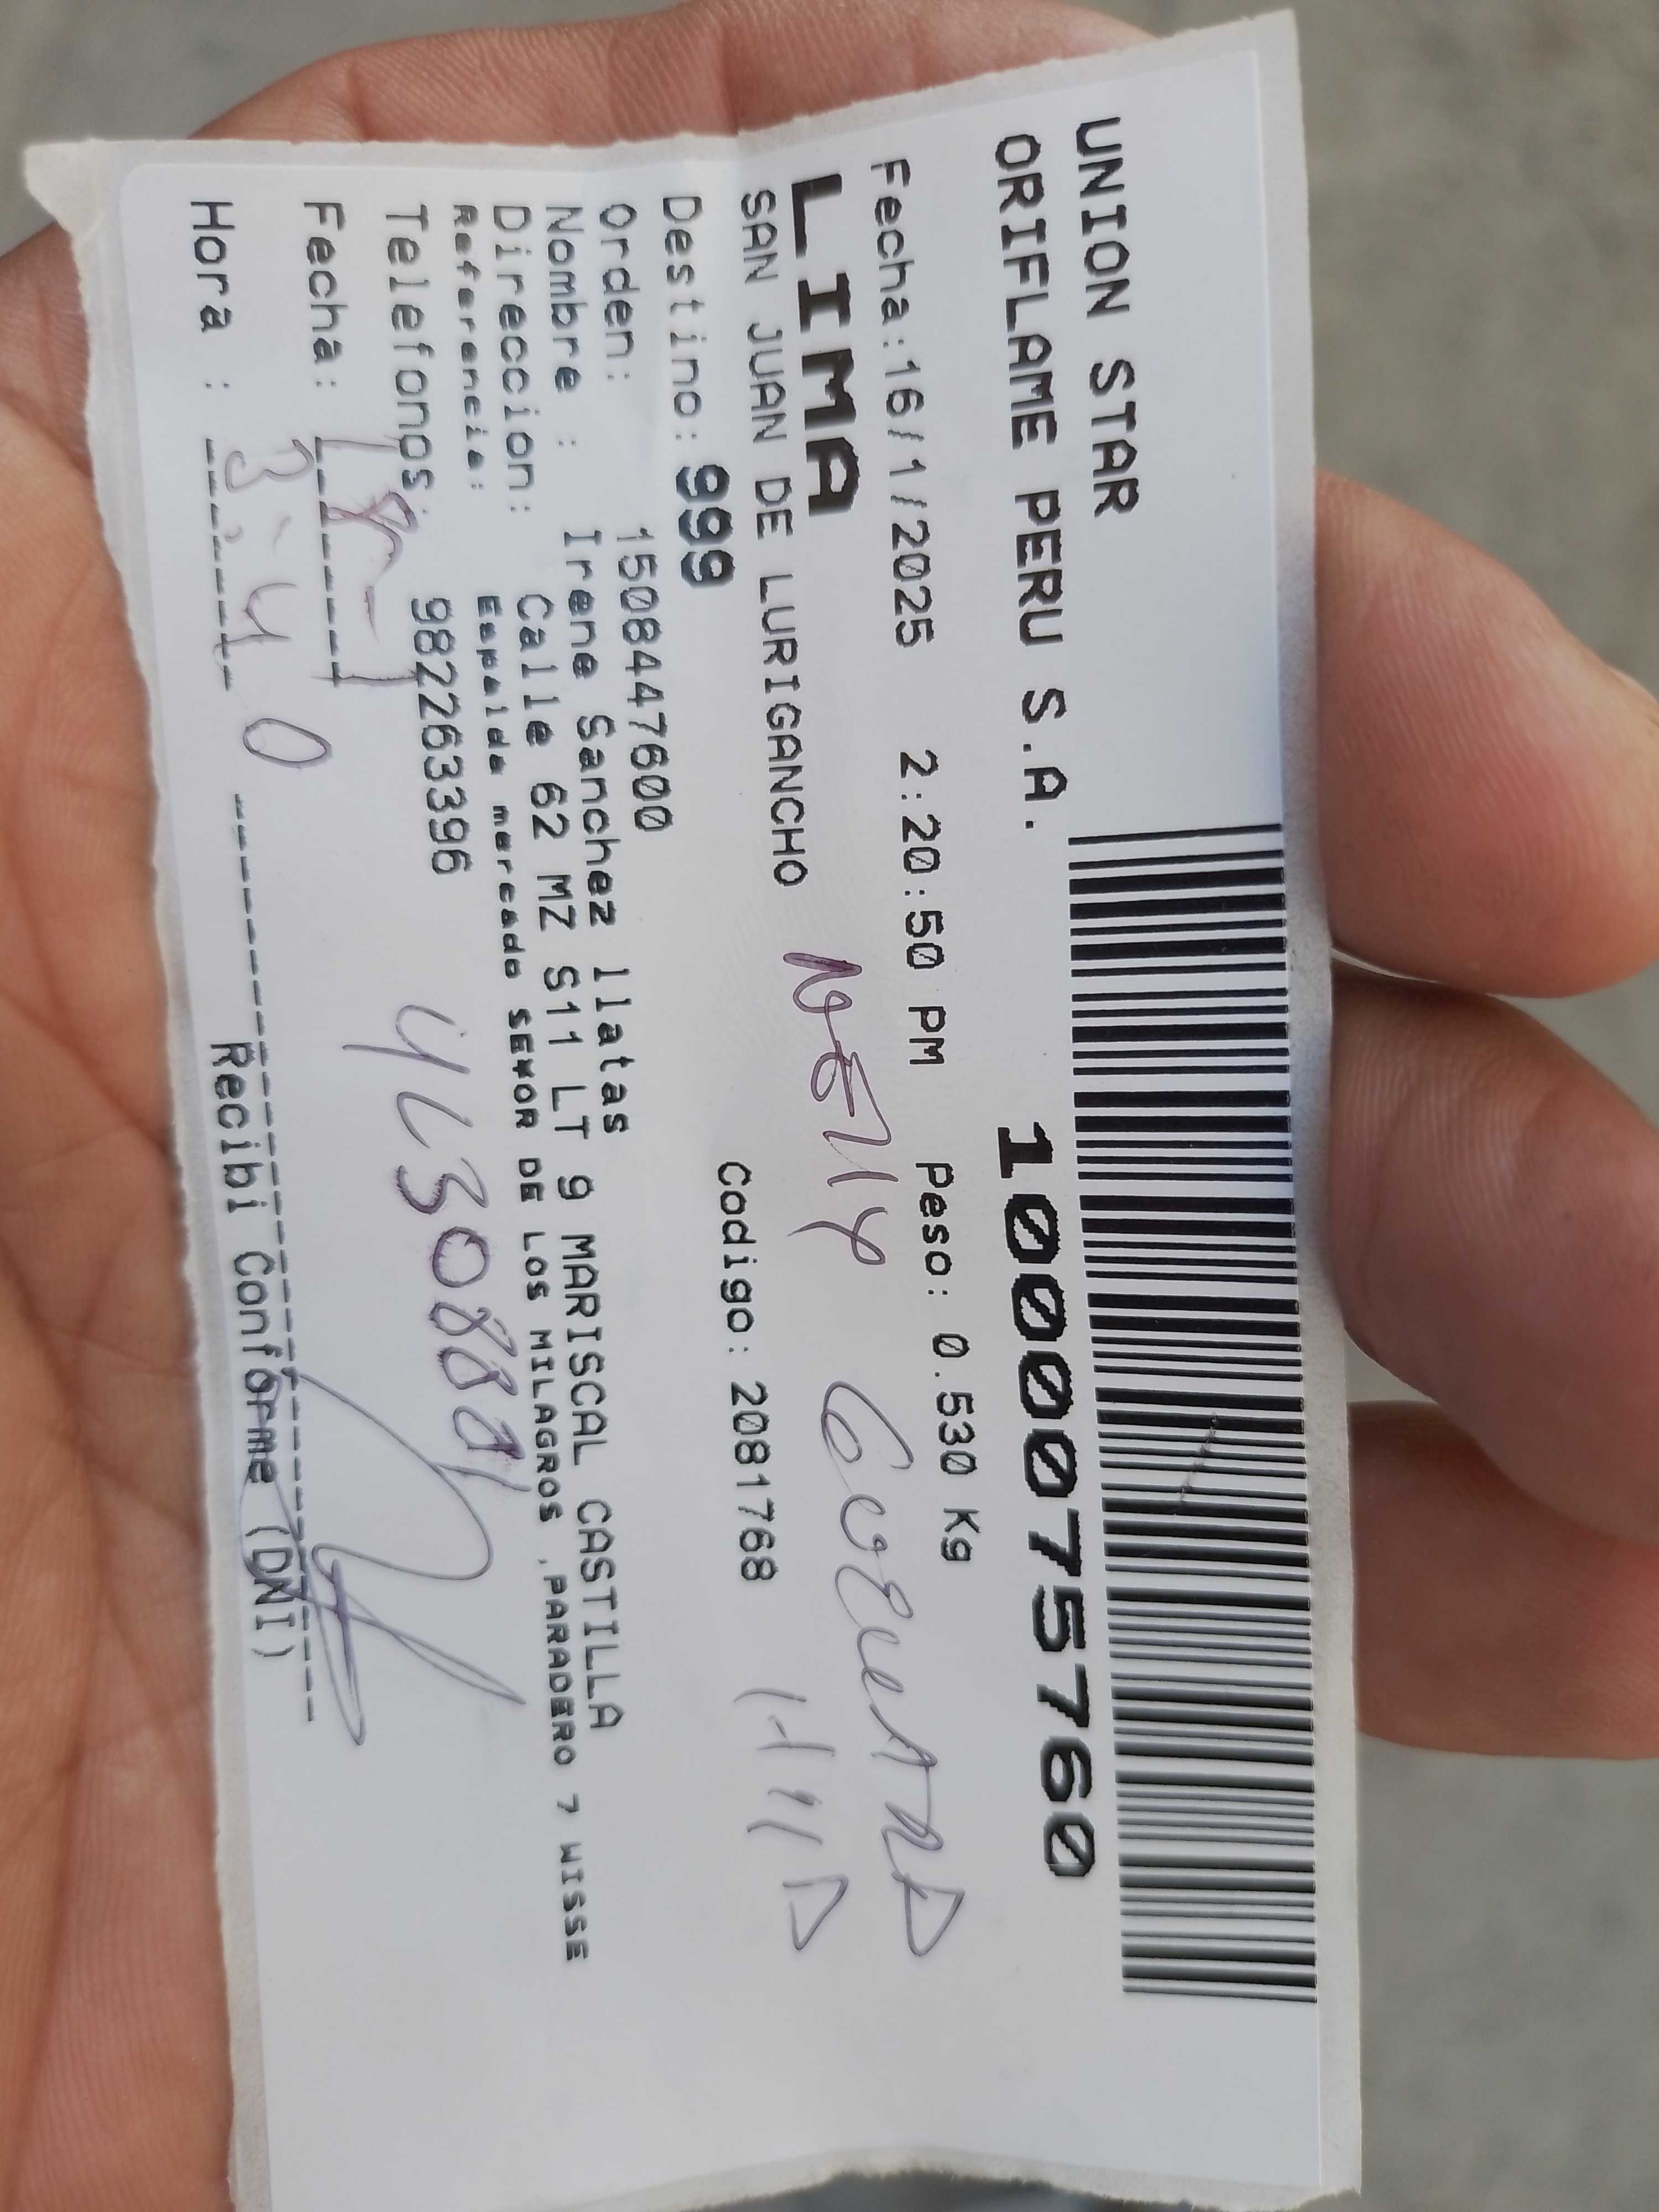 UNION STAR
ORIFLAME PERU S.A. 1000075760
Fecha:16/1/2025 2:20:50 PM Peso: 0.530 Kg
LIMA
SAN JUAN DE LURIGANCHO
Destino: 999 Codigo: 2081768
Orden: 1508447600
Nombre : Irene Sanchez llatas
Direccion: Calle 62 MZ S11 LT 9 MARISCAL CASTILLA
Referencia: Espalda mercado SEÑOR DE LOS MILAGROS ,PARADERO 7 WISSE
Telefonos: 982263396
Fecha: 18-1
Hora : 3:40
Recibi Conforme (DNI)